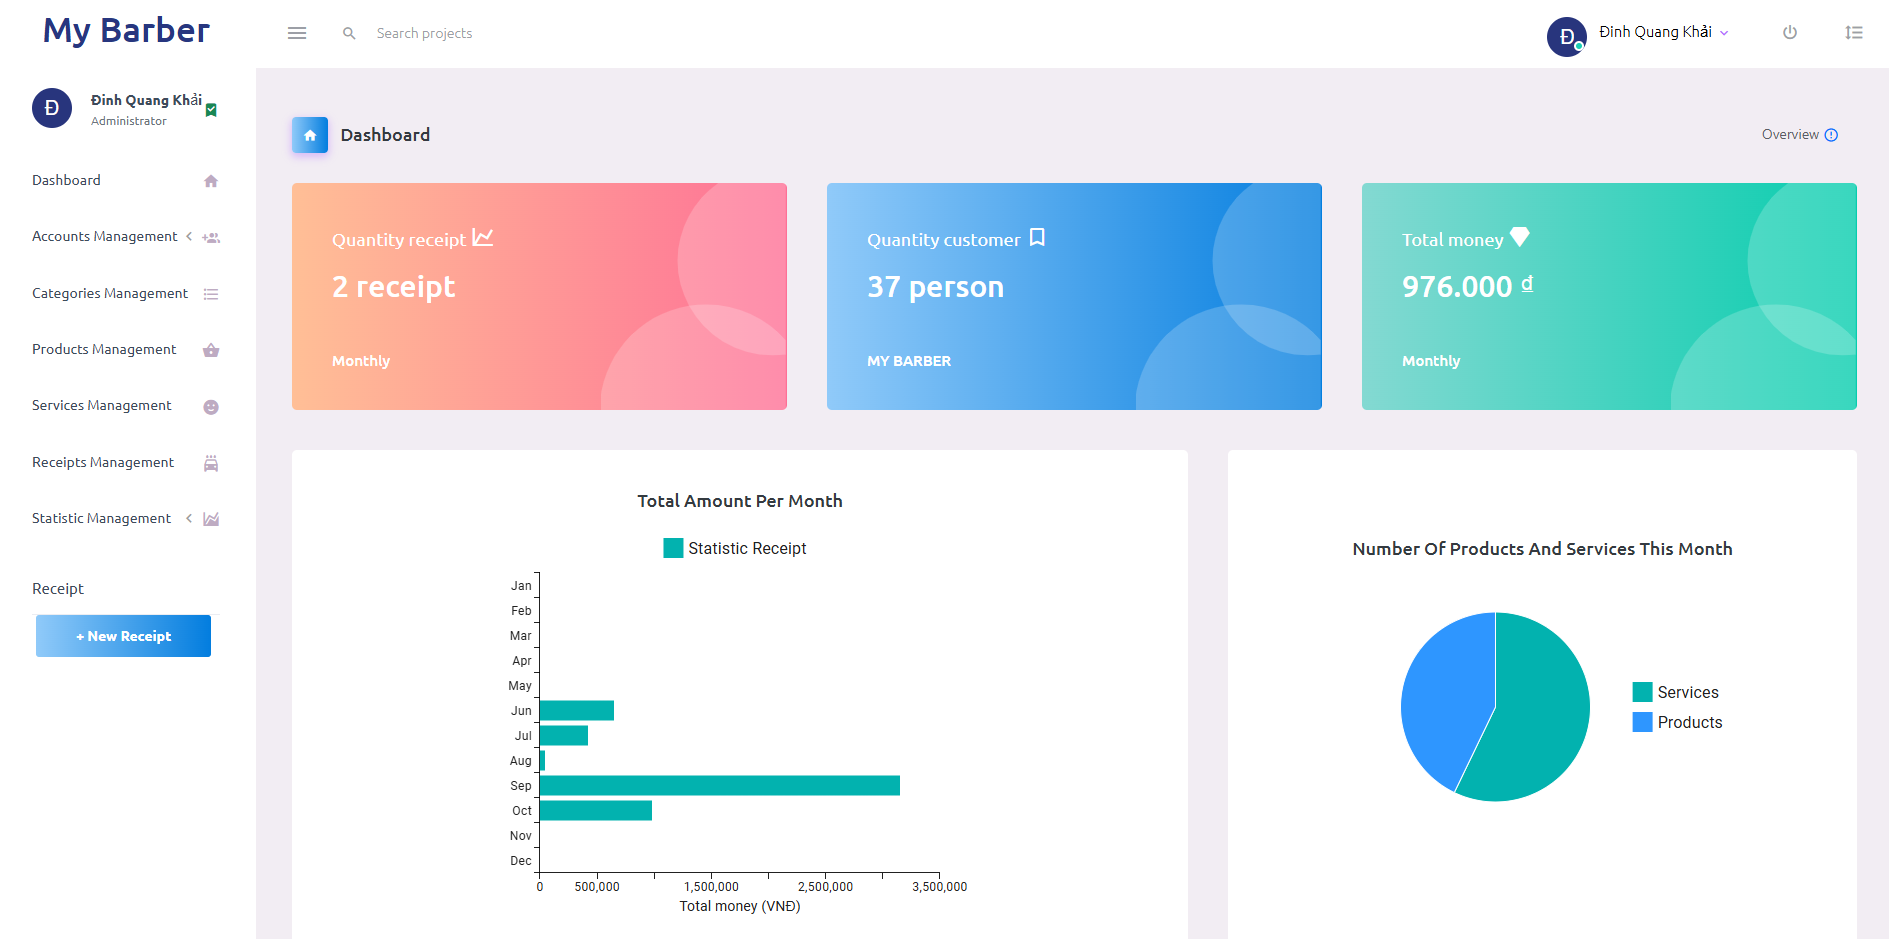 My Barber
Search projects
Đ
Đinh Quang Khải
Đ
Đinh Quang Khải
Administrator
Dashboard
Accounts Management
Categories Management
Products Management
Services Management
Receipts Management
Statistic Management
Receipt
+ New Receipt
Dashboard
Overview
Quantity receipt
2 receipt
Monthly
Quantity customer
37 person
MY BARBER
Total money
976.000 ₫
Monthly
Total Amount Per Month
Statistic Receipt
Jan
Feb
Mar
Apr
May
Jun
Jul
Aug
Sep
Oct
Nov
Dec
0 500,000 1,500,000 2,500,000 3,500,000
Total money (VNĐ)
Number Of Products And Services This Month
Services
Products